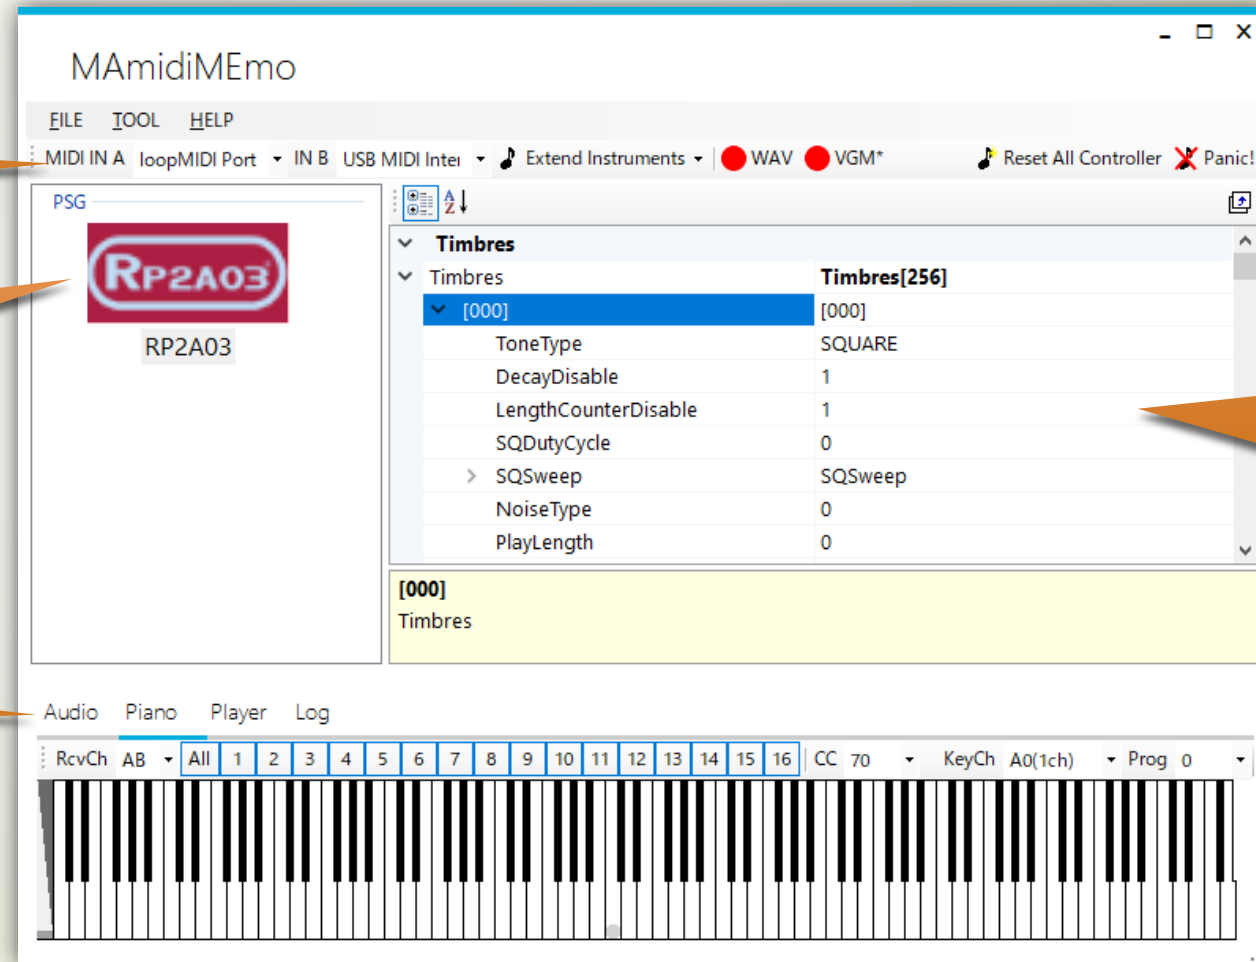 MAmidiMEmo
FILE TOOL HELP
MIDI IN A loopMIDI Port IN B USB MIDI Inter Extend Instruments WAV VGM* Reset All Controller Panic!
PSG
RP2A03
RP2A03
Timbres
Timbres Timbres[256]
[000] [000]
ToneType SQUARE
DecayDisable 1
LengthCounterDisable 1
SQDutyCycle 0
SQSweep SQSweep
NoiseType 0
PlayLength 0
[000]
Timbres
Audio Piano Player Log
RcvCh AB All 1 2 3 4 5 6 7 8 9 10 11 12 13 14 15 16 CC 70 KeyCh A0(1ch) Prog 0